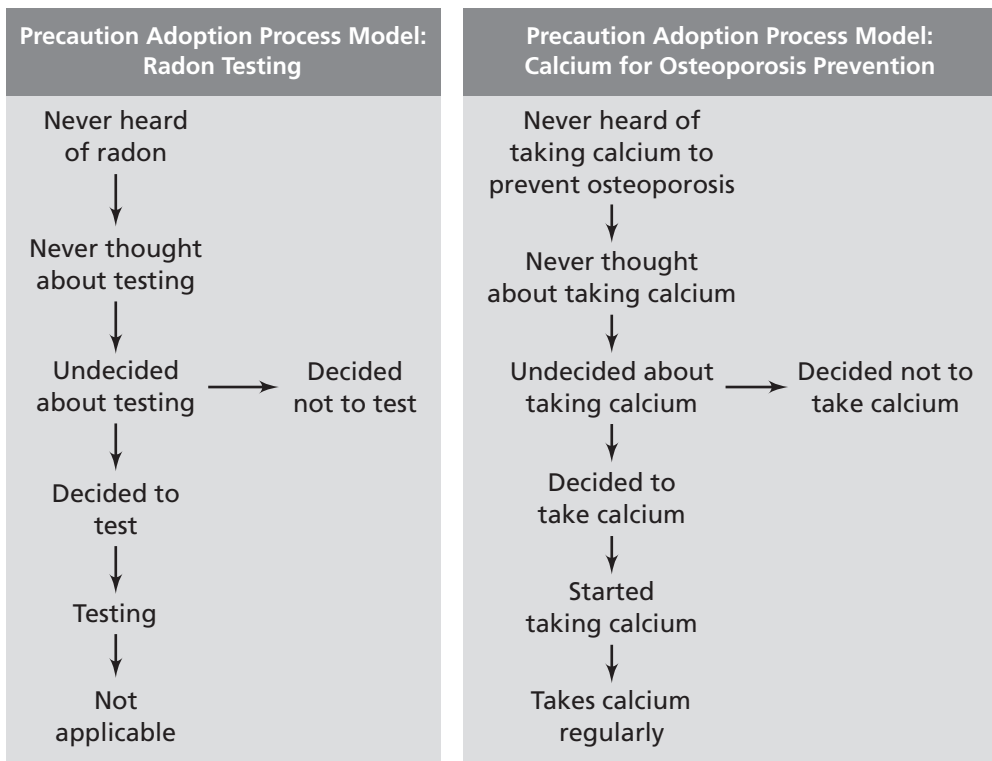 Precaution Adoption Process Model:
Radon Testing
Never heard
of radon
Never thought
about testing
Undecided
about testing
Decided
not to test
Decided to
test
Testing
Not
applicable
Precaution Adoption Process Model:
Calcium for Osteoporosis Prevention
Never heard of
taking calcium to
prevent osteoporosis
Never thought
about taking calcium
Undecided about
taking calcium
Decided not to
take calcium
Decided to
take calcium
Started
taking calcium
Takes calcium
regularly